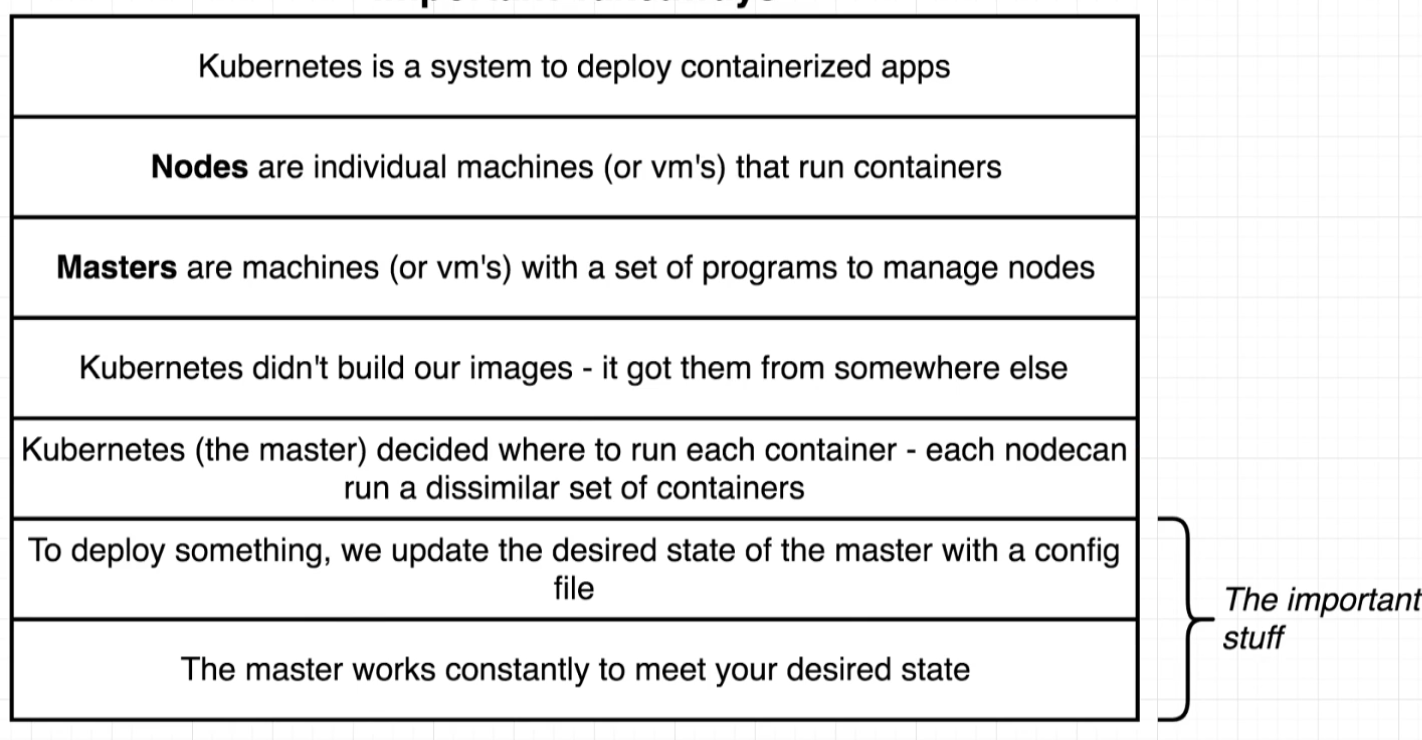 Kubernetes is a system to deploy containerized apps
Nodes are individual machines (or vm's) that run containers
Masters are machines (or vm's) with a set of programs to manage nodes
Kubernetes didn't build our images - it got them from somewhere else
Kubernetes (the master) decided where to run each container - each nodecan
run a dissimilar set of containers
To deploy something, we update the desired state of the master with a config
file
The master works constantly to meet your desired state
The important
stuff